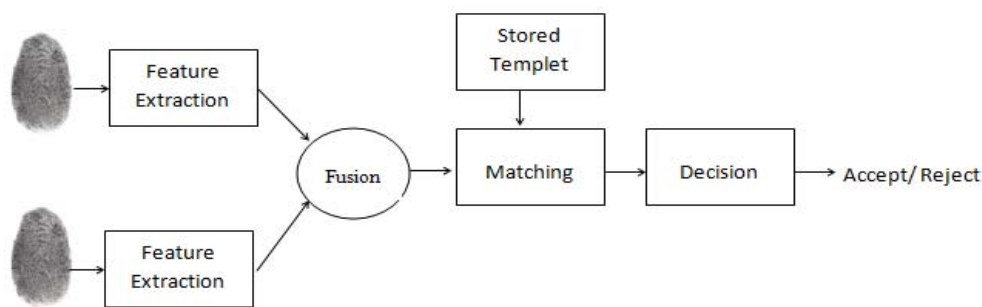 Feature
Extraction
Stored
Templet
Fusion
Matching
Decision
Accept/ Reject
Feature
Extraction